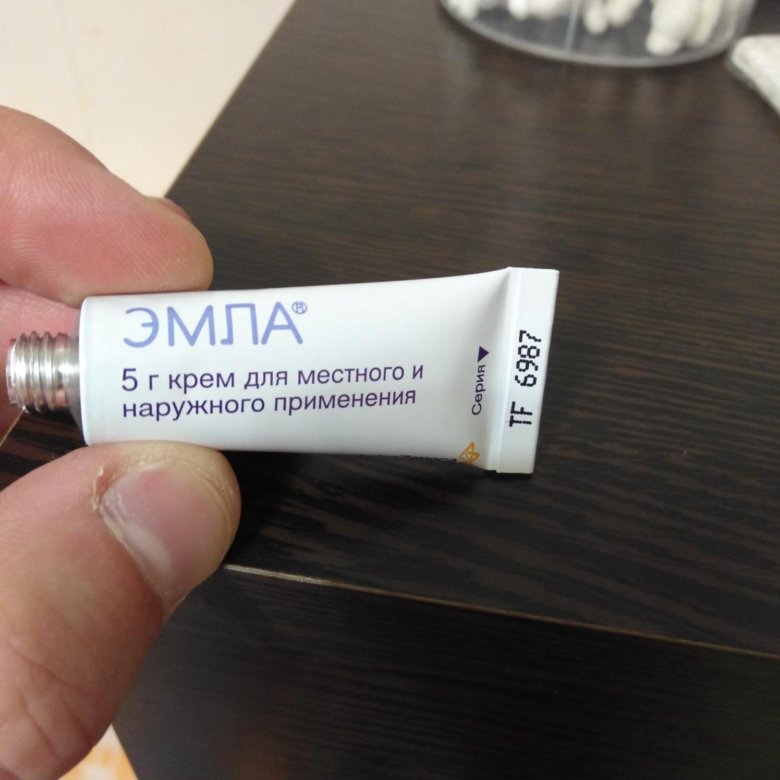 ЭМЛА®
5 г крем для местного и
наружного применения
Серия
TF 6987